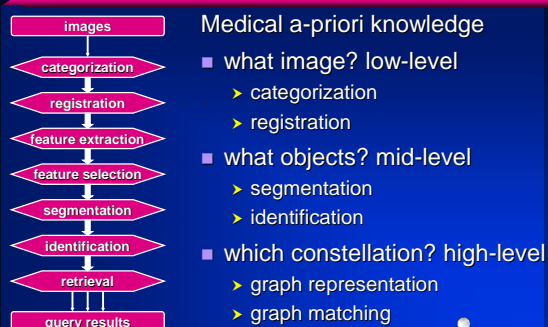 images
categorization
registration
feature extraction
feature selection
segmentation
identification
retrieval
query results
Medical a-priori knowledge
what image? low-level
categorization
registration
what objects? mid-level
segmentation
identification
which constellation? high-level
graph representation
graph matching